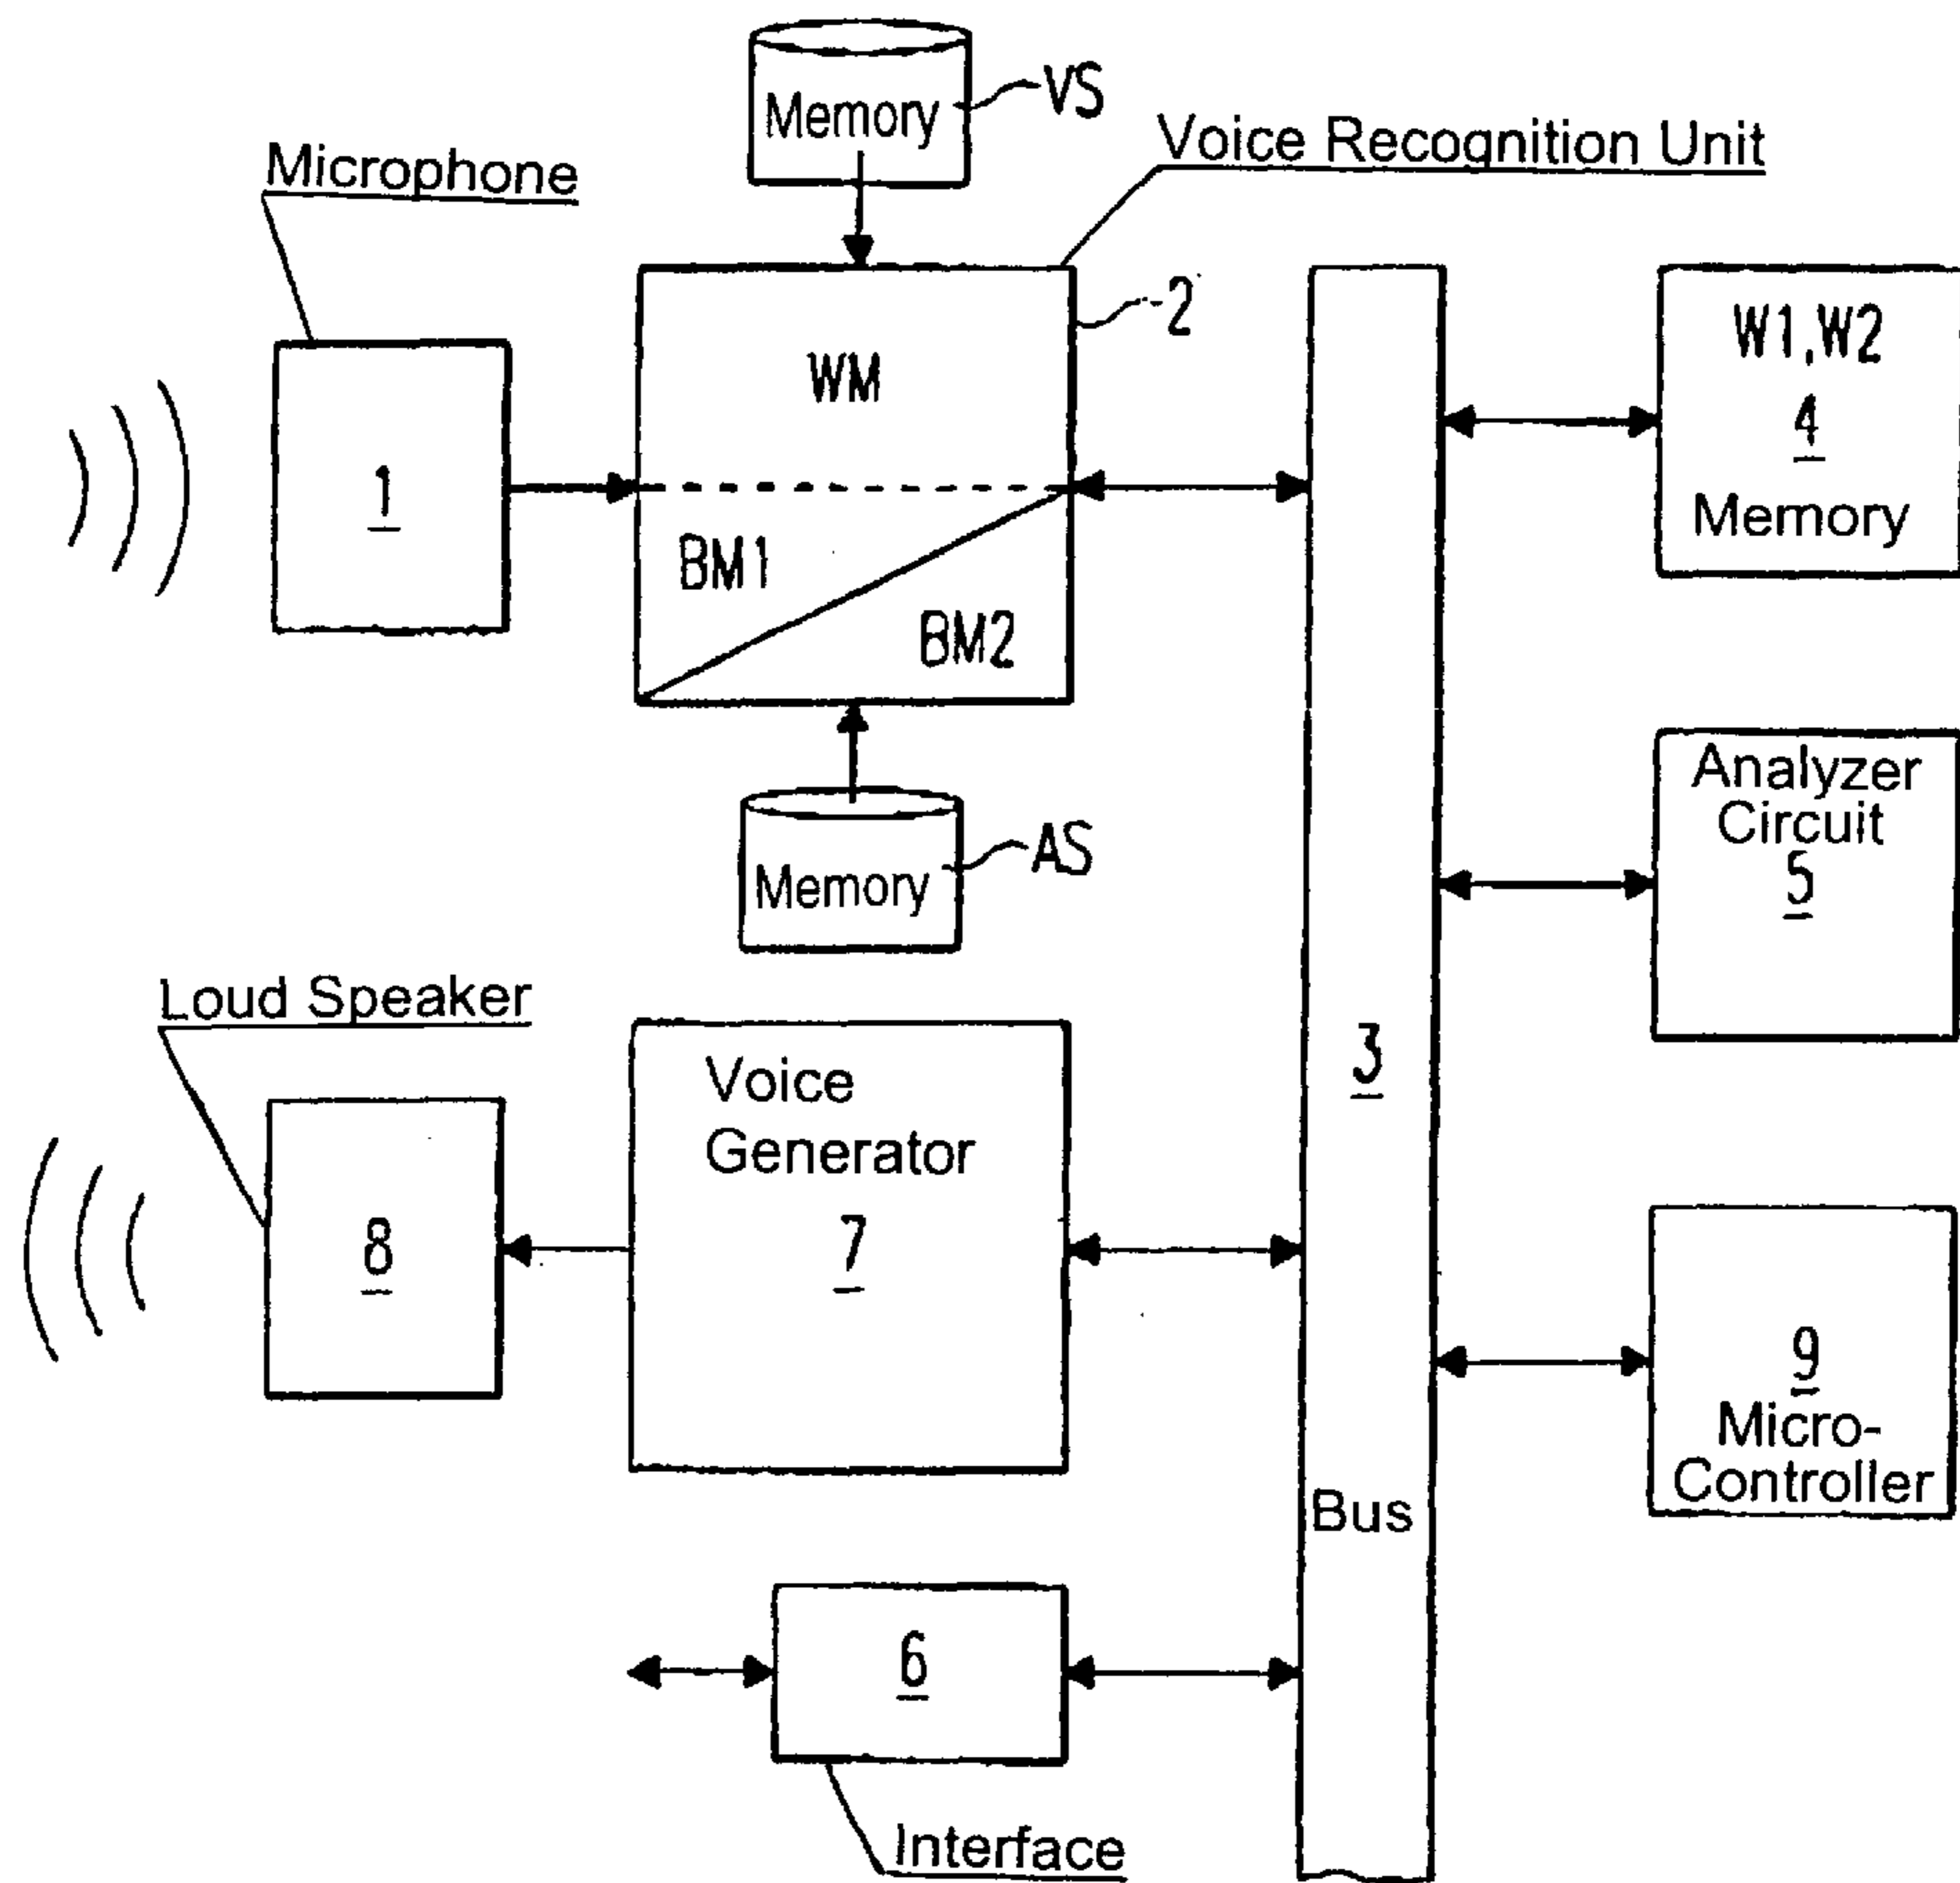 Memory
VS
Microphone
Voice Recognition Unit
2
WM
W1,W2
4
Memory
1
BM1
BM2
Analyzer
Circuit
5
Memory
AS
Loud Speaker
Voice
Generator
7
8
3
Bus
9
Micro-
Controller
6
Interface